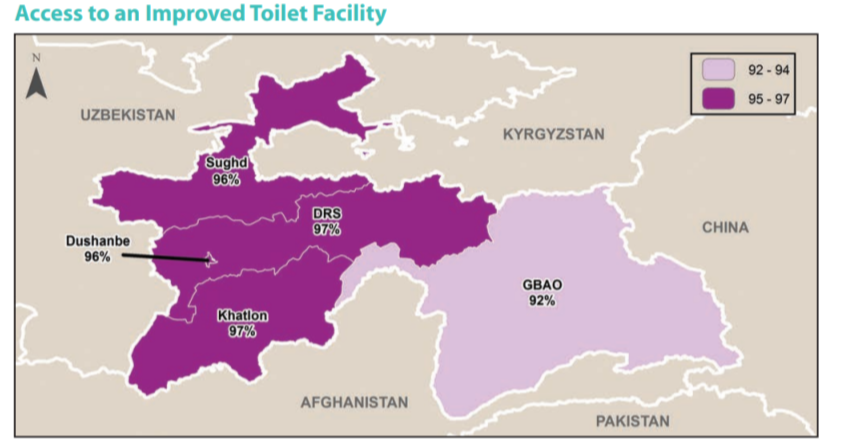 Access to an Improved Toilet Facility
N
92 - 94
95 - 97
UZBEKISTAN
KYRGYZSTAN
Sughd
96%
DRS
97%
CHINA
Dushanbe
96%
GBAO
92%
Khatlon
97%
AFGHANISTAN
PAKISTAN